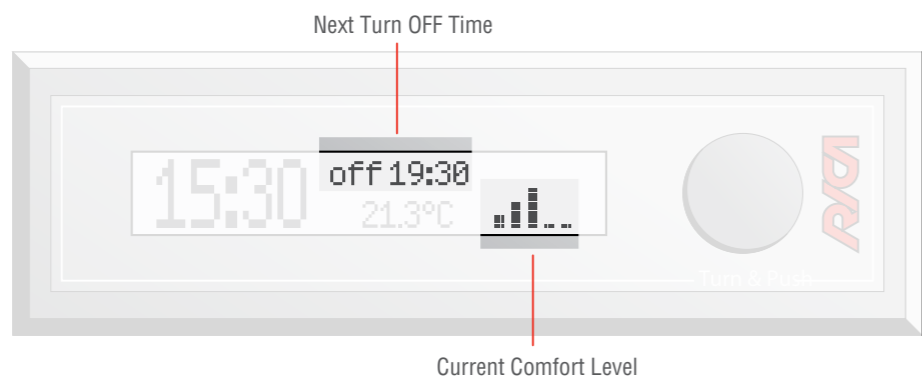 Next Turn OFF Time
15:30
off 19:30
21.3°C
Turn & Push
Current Comfort Level